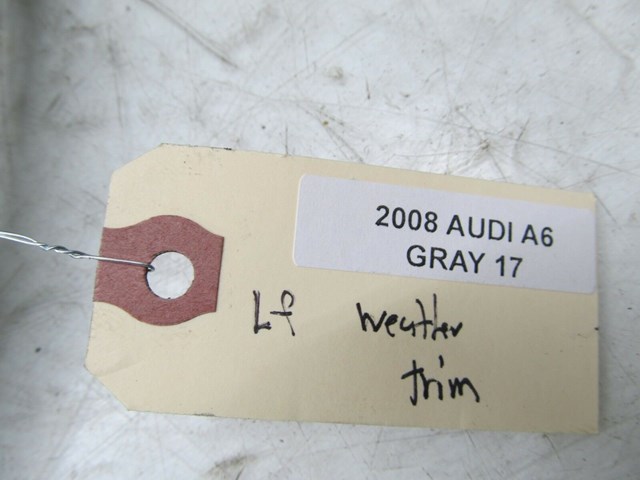 2008 AUDI A6
GRAY 17
Lf weather
trim